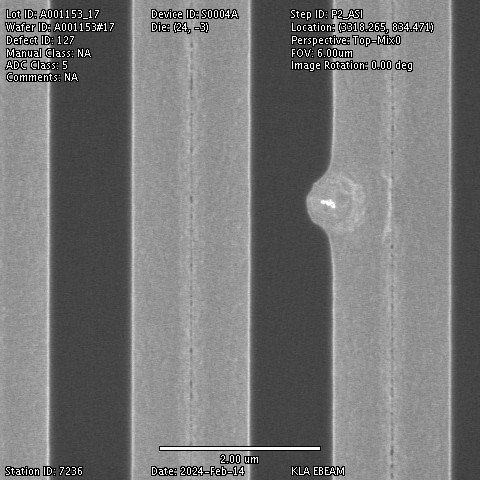 Lot ID: A001153_17
Wafer ID: A001153#17
Defect ID: 127
Manual Class: NA
ADC Class: 5
Comments: NA
Device ID: S0004A
Die: (24, -3)
Step ID: P2_ASI
Location: (3318.265, 834.471)
Perspective: Top-Mix0
FOV: 6.00um
Image Rotation: 0.00 deg
2.00 um
Station ID: 7236
Date: 2024-Feb-14
KLA EBEAM